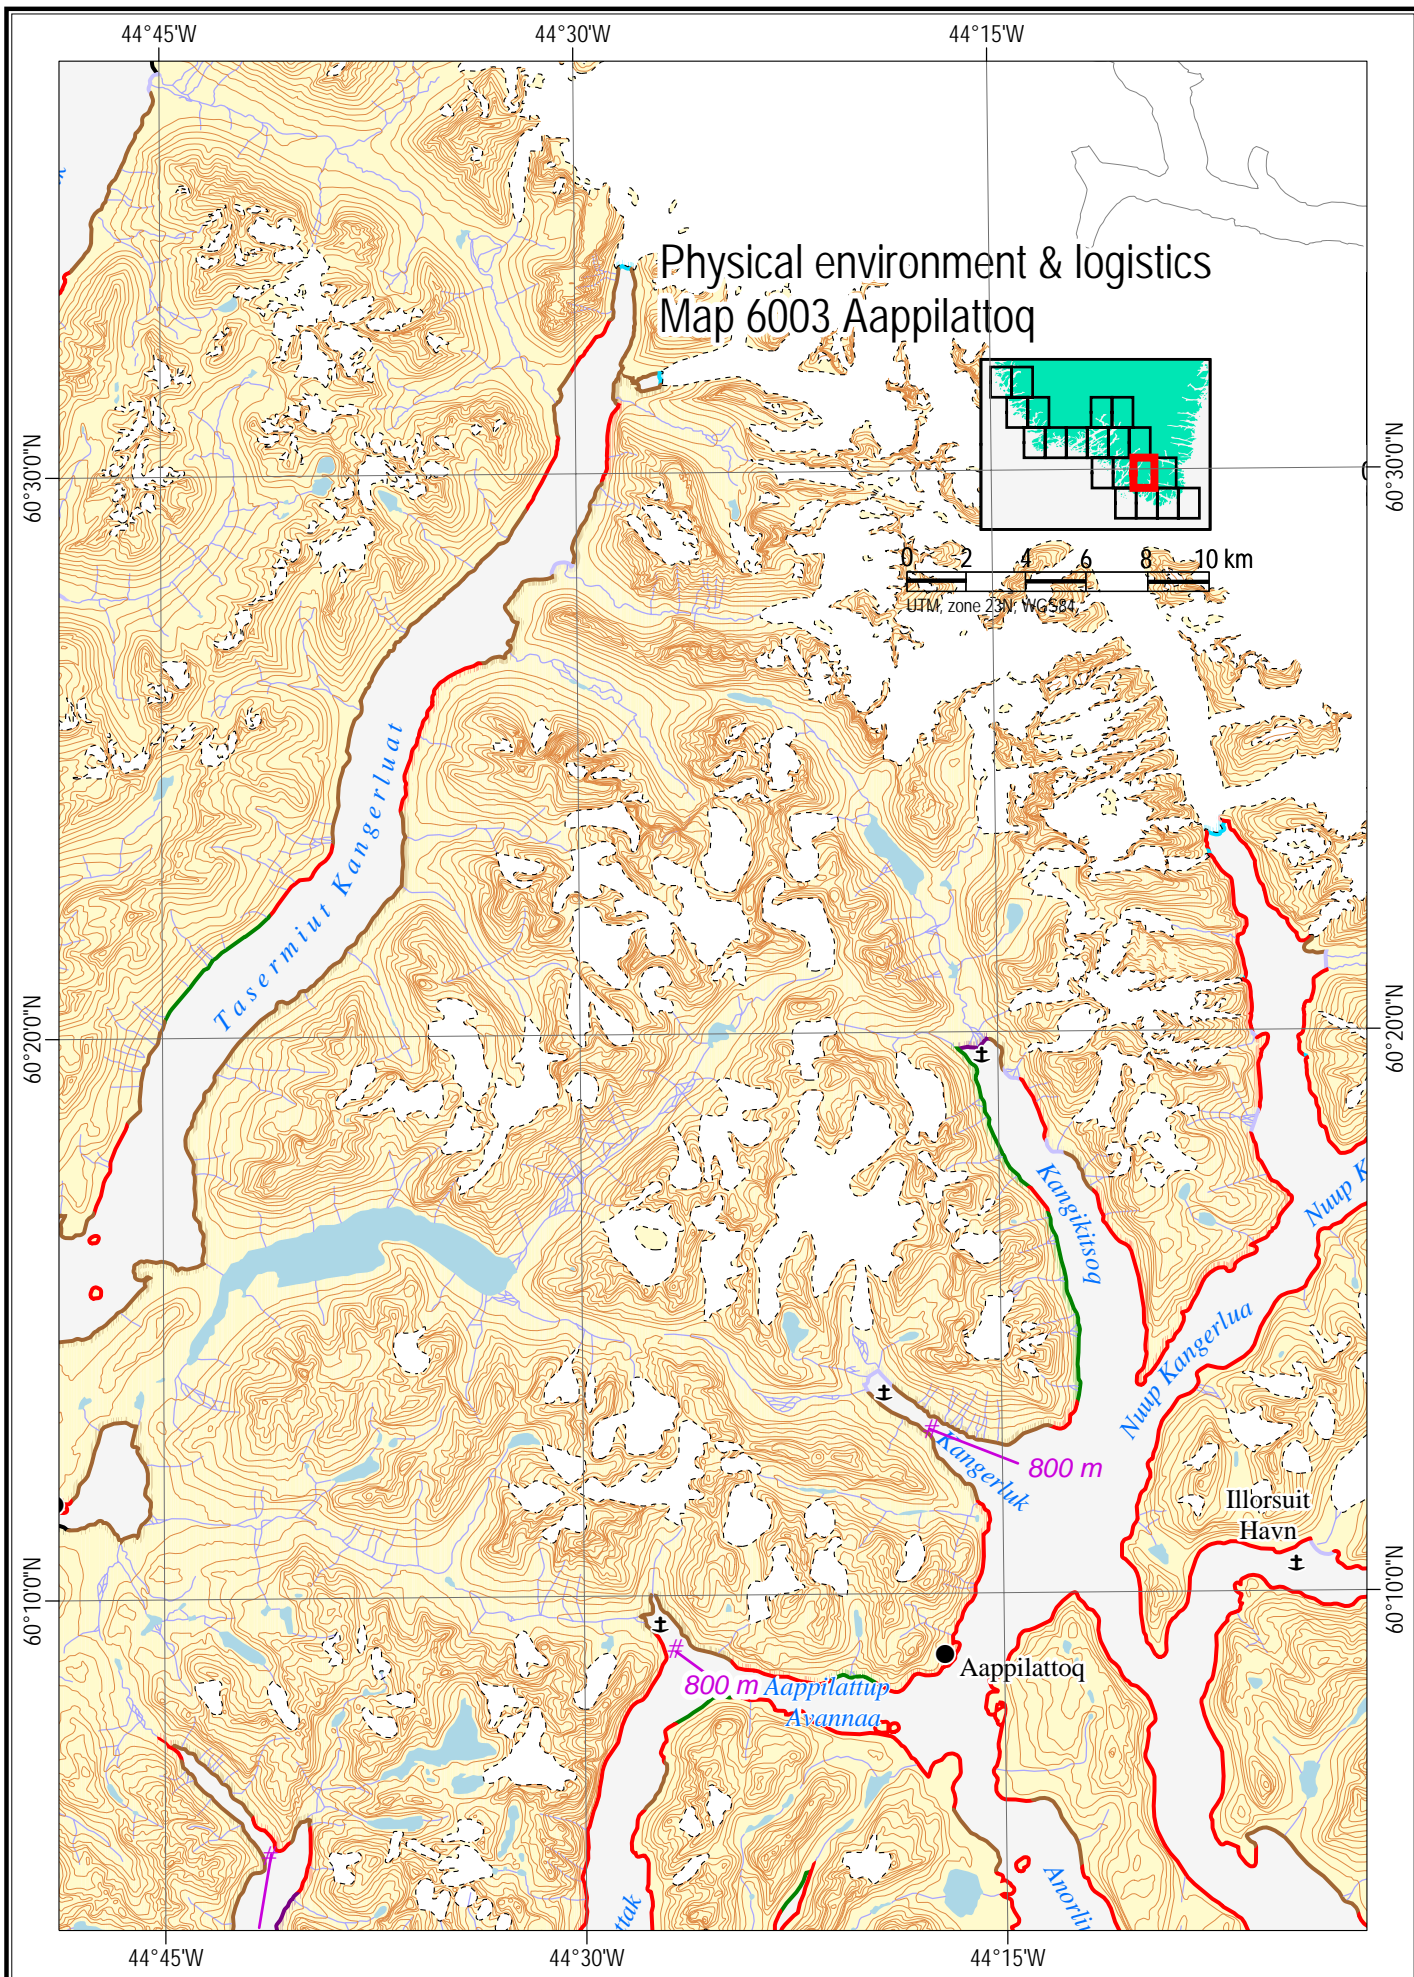 44°45'W 44°30'W 44°15'W
Physical environment & logistics
Map 6003 Aappilattoq
60°30'0"N 60°30'0"N
0 2 4 6 8 10 km
UTM, zone 23N, WGS84
Tasermiut Kangerluat
60°20'0"N 60°20'0"N
Kangikitsoq
Nuup K
Nuup Kangerlua
Kangerluk
800 m
Illorsuit
Havn
60°10'0"N 60°10'0"N
Aappilattoq
800 m
Aappilattup
Avannaa
ttak
Anorlii
44°45'W 44°30'W 44°15'W